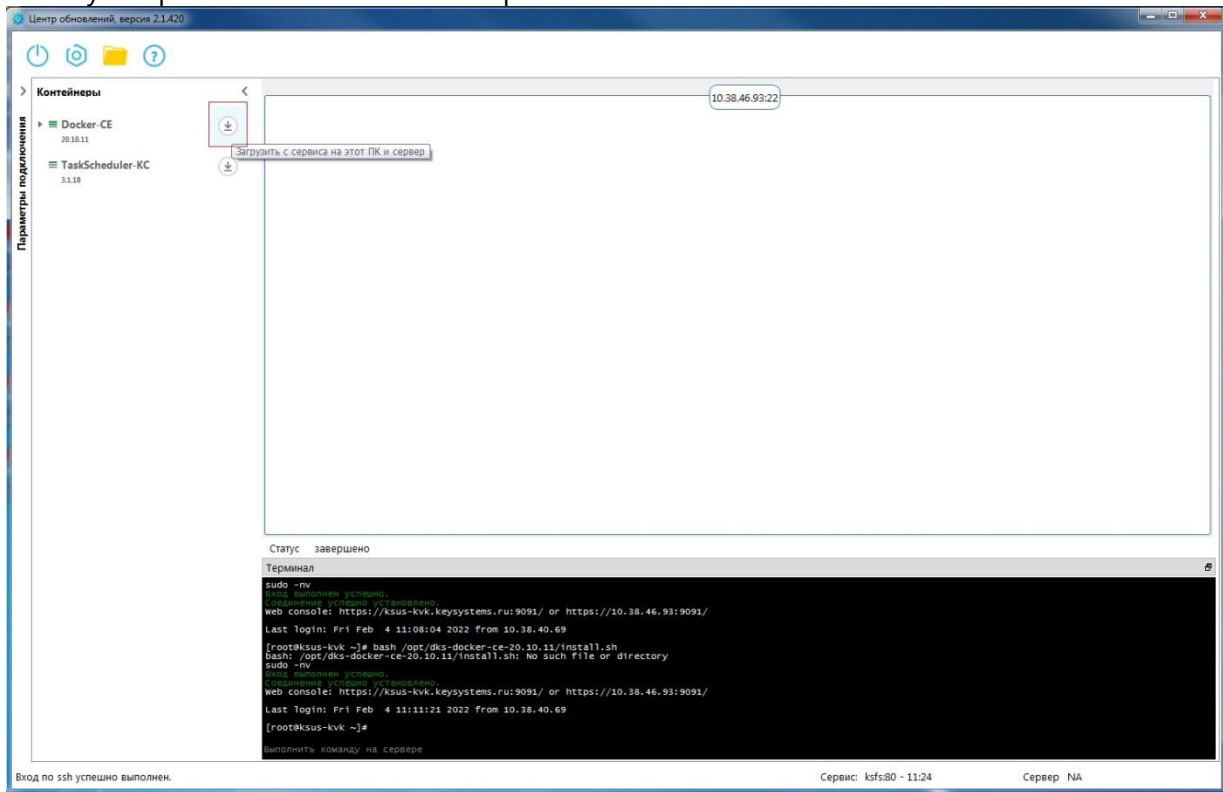 Центр обновлений, версия 2.1.420
Контейнеры
Параметры подключения
Docker-CE
20.10.11
Загрузить с сервиса на этот ПК и сервер
TaskScheduler-KC
3.1.18
10.38.46.93:22
Статус завершено
Терминал
sudo -nv
Вход выполнен успешно.
Соединение успешно установлено.
Web console: https://ksus-kvk.keysystems.ru:9091/ or https://10.38.46.93:9091/
Last login: Fri Feb 4 11:08:04 2022 from 10.38.40.69
[root@ksus-kvk ~]# bash /opt/dks-docker-ce-20.10.11/install.sh
bash: /opt/dks-docker-ce-20.10.11/install.sh: No such file or directory
sudo -nv
Вход выполнен успешно.
Соединение успешно установлено.
Web console: https://ksus-kvk.keysystems.ru:9091/ or https://10.38.46.93:9091/
Last login: Fri Feb 4 11:11:21 2022 from 10.38.40.69
[root@ksus-kvk ~]#
Выполнить команду на сервере
Вход по ssh успешно выполнен. Сервис: ksfs:80 - 11:24 Сервер NA